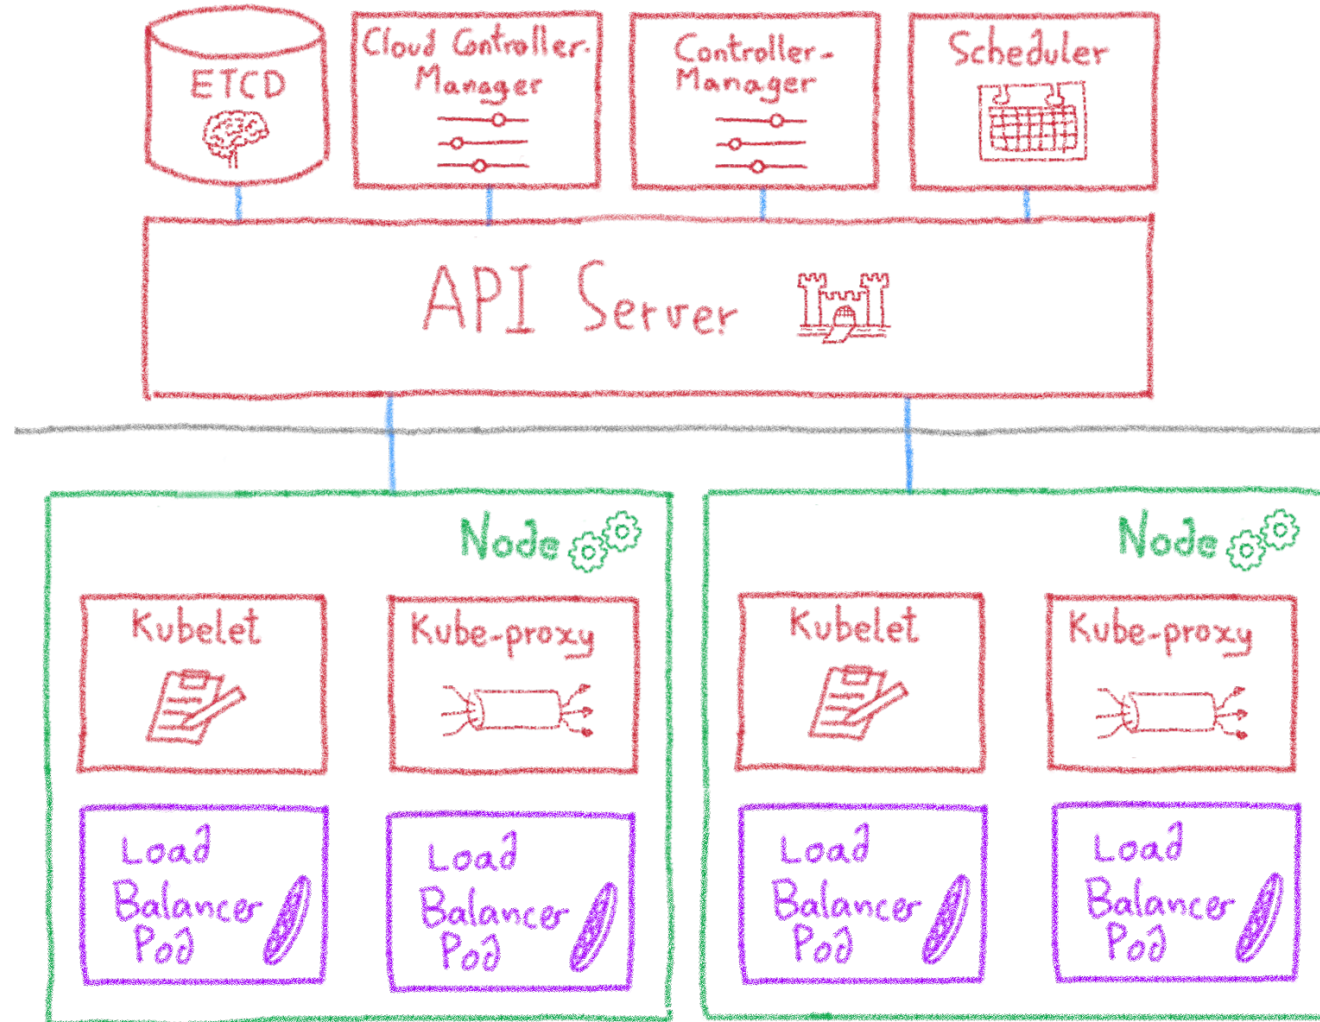 ETCD
Cloud Controller-
Manager
Controller-
Manager
Scheduler
API Server
Node
Kubelet
Kube-proxy
Load
Balancer
Pod
Load
Balancer
Pod
Node
Kubelet
Kube-proxy
Load
Balancer
Pod
Load
Balancer
Pod